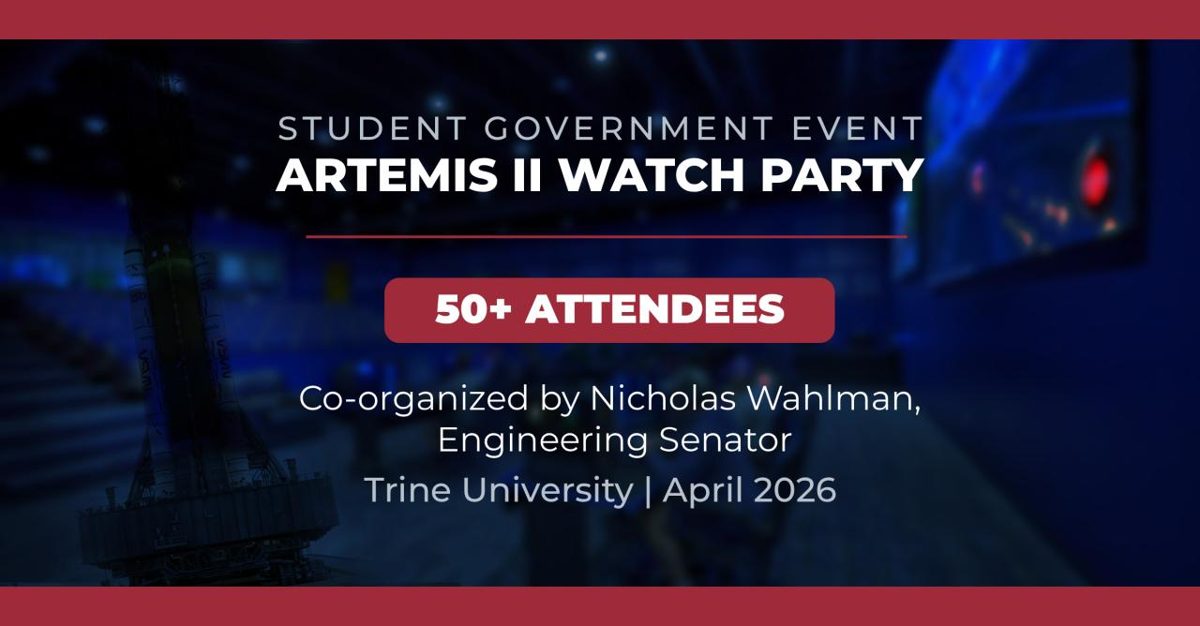 STUDENT GOVERNMENT EVENT
ARTEMIS II WATCH PARTY
50+ ATTENDEES
Co-organized by Nicholas Wahlman,
Engineering Senator
Trine University | April 2026